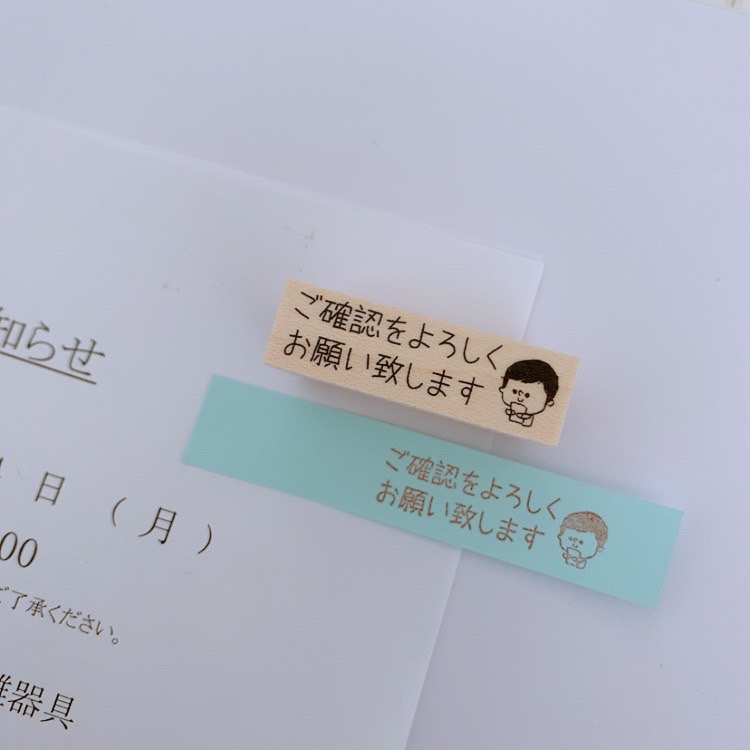 ご確認をよろしく
お願い致します
ご確認をよろしく
お願い致します
知らせ
日（月）
00
ご了承ください。
器具